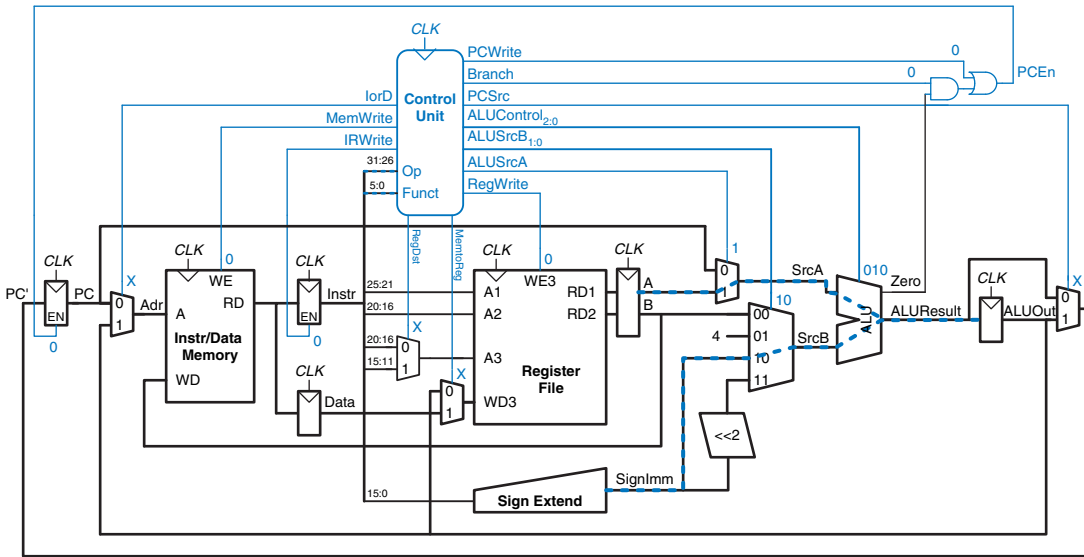 CLK
PCWrite
0
Branch
0
PCEn
IorD
Control
Unit
PCSrc
MemWrite
ALUControl2:0
IRWrite
ALUSrcB1:0
31:26
Op
ALUSrcA
5:0
Funct
RegWrite
RegDst
MemtoReg
CLK
X
CLK
0
CLK
CLK
0
CLK
1
SrcA
010
Zero
CLK
X
PC'
PC
0
1
Adr
EN
0
WE
A
RD
Instr/Data
Memory
WD
EN
0
Instr
25:21
20:16
20:16
15:11
X
0
1
CLK
Data
X
0
1
WE3
A1
A2
A3
WD3
RD1
RD2
Register
File
A
B
0
1
10
00
4
01
10
11
SrcB
ALU
ALUResult
ALUOut
0
1
<<2
15:0
Sign Extend
SignImm